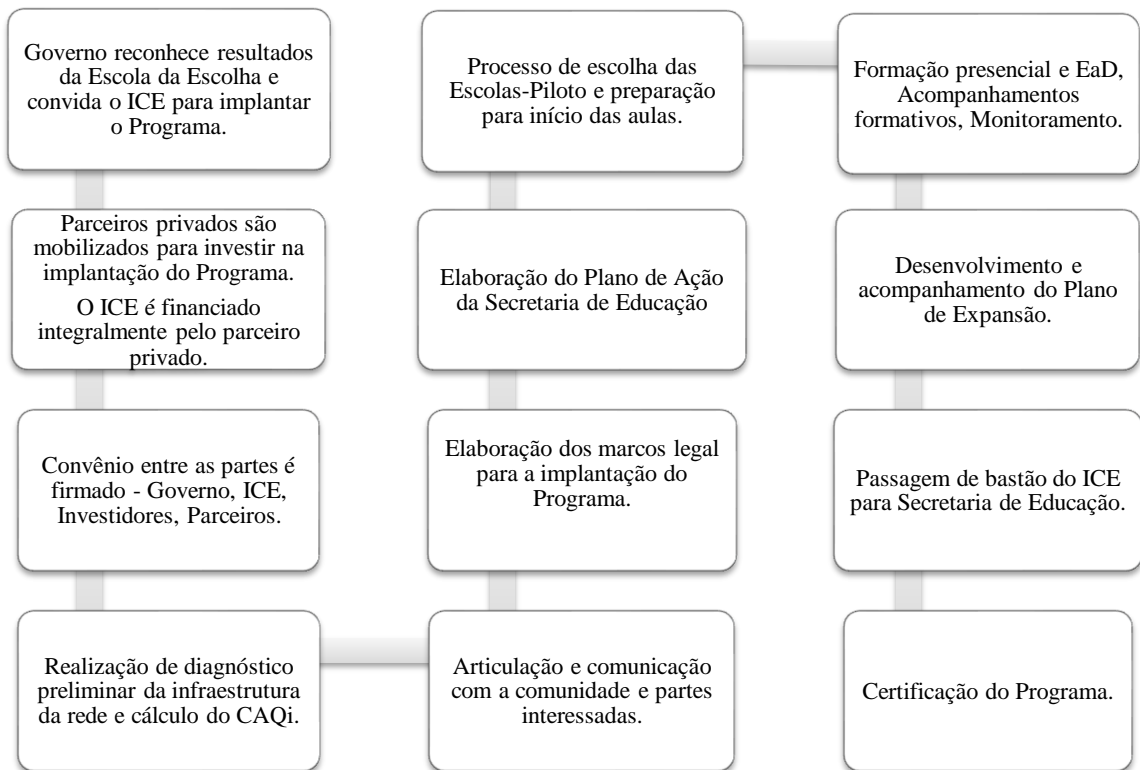 Governo reconhece resultados
da Escola da Escolha e
convida o ICE para implantar
o Programa.
Parceiros privados são
mobilizados para investir na
implantação do Programa.
O ICE é financiado
integralmente pelo parceiro
privado.
Convênio entre as partes é
firmado - Governo, ICE,
Investidores, Parceiros.
Realização de diagnóstico
preliminar da infraestrutura
da rede e cálculo do CAQi.
Articulação e comunicação
com a comunidade e partes
interessadas.
Elaboração dos marcos legal
para a implantação do
Programa.
Elaboração do Plano de Ação
da Secretaria de Educação
Processo de escolha das
Escolas-Piloto e preparação
para início das aulas.
Formação presencial e EaD,
Acompanhamentos
formativos, Monitoramento.
Desenvolvimento e
acompanhamento do Plano
de Expansão.
Passagem de bastão do ICE
para Secretaria de Educação.
Certificação do Programa.